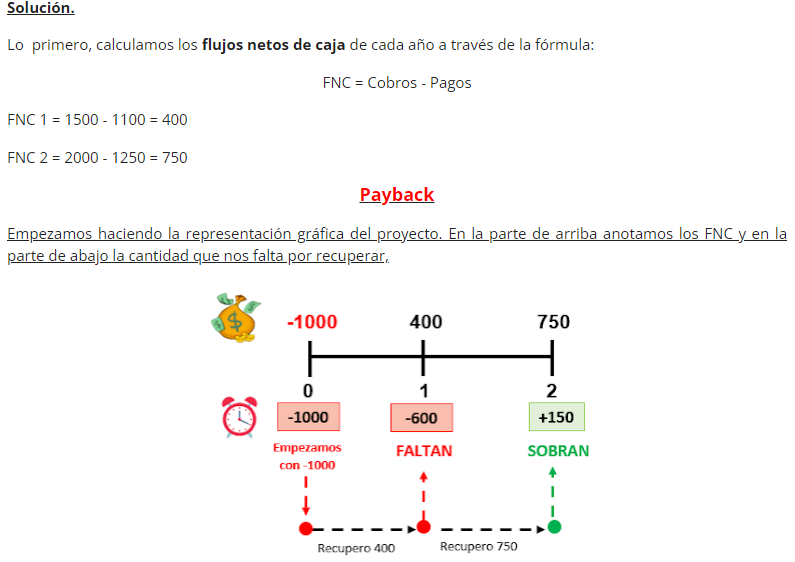 Solución.
Lo primero, calculamos los flujos netos de caja de cada año a través de la fórmula:
FNC = Cobros - Pagos
FNC 1 = 1500 - 1100 = 400
FNC 2 = 2000 - 1250 = 750
Payback
Empezamos haciendo la representación gráfica del proyecto. En la parte de arriba anotamos los FNC y en la
parte de abajo la cantidad que nos falta por recuperar,
$ -1000 400 750
0 1 2
-1000 -600 +150
Empezamos
con -1000
FALTAN SOBRAN
Recupero 400 Recupero 750